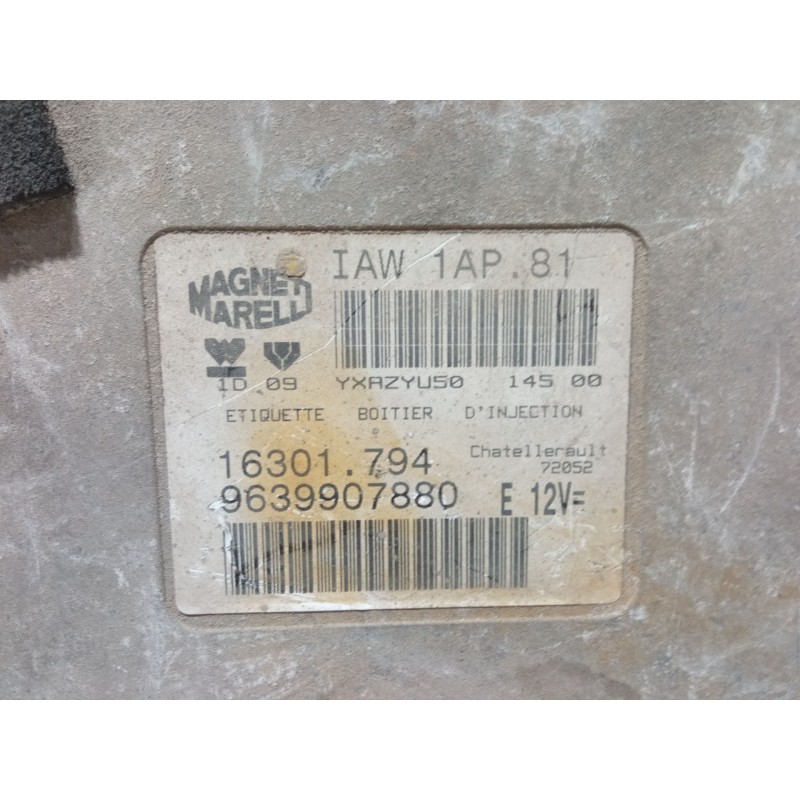 IAW 1AP.81
MAGNETI
MARELLI
1D 09 YXAZYU50 145 00
ETIQUETTE BOITIER D'INJECTION
16301.794 Chatellerault
72052
9639907880 E 12V=